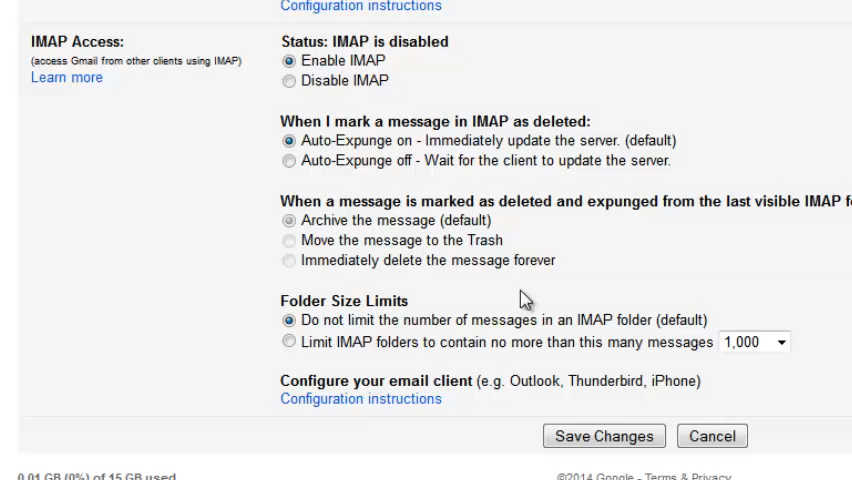 Configuration instructions
IMAP Access:
(access Gmail from other clients using IMAP)
Learn more
Status: IMAP is disabled
Enable IMAP
Disable IMAP
When I mark a message in IMAP as deleted:
Auto-Expunge on - Immediately update the server. (default)
Auto-Expunge off - Wait for the client to update the server.
When a message is marked as deleted and expunged from the last visible IMAP f
Archive the message (default)
Move the message to the Trash
Immediately delete the message forever
Folder Size Limits
Do not limit the number of messages in an IMAP folder (default)
Limit IMAP folders to contain no more than this many messages 1,000
Configure your email client (e.g. Outlook, Thunderbird, iPhone)
Configuration instructions
Save Changes Cancel
0.01 GB (0%) of 15 GB used ©2014 Google - Terms & Privacy